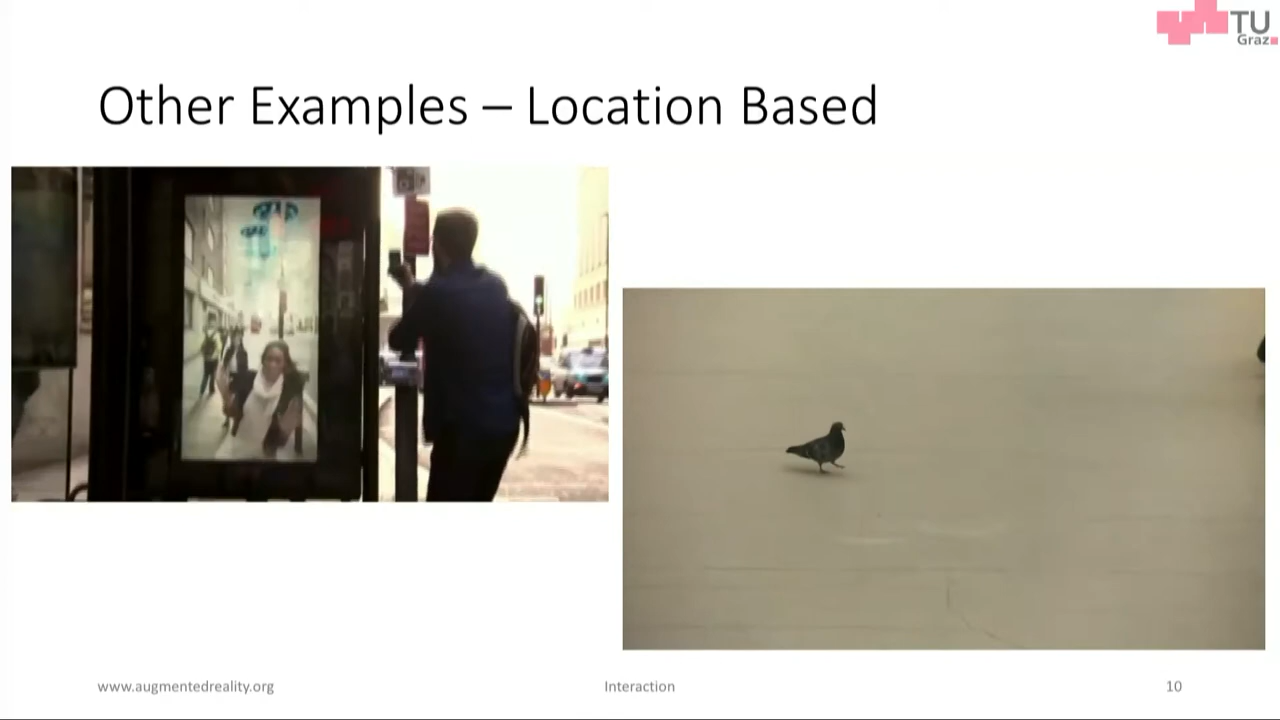 TU
Graz
Other Examples – Location Based
www.augmentedreality.org
Interaction
10